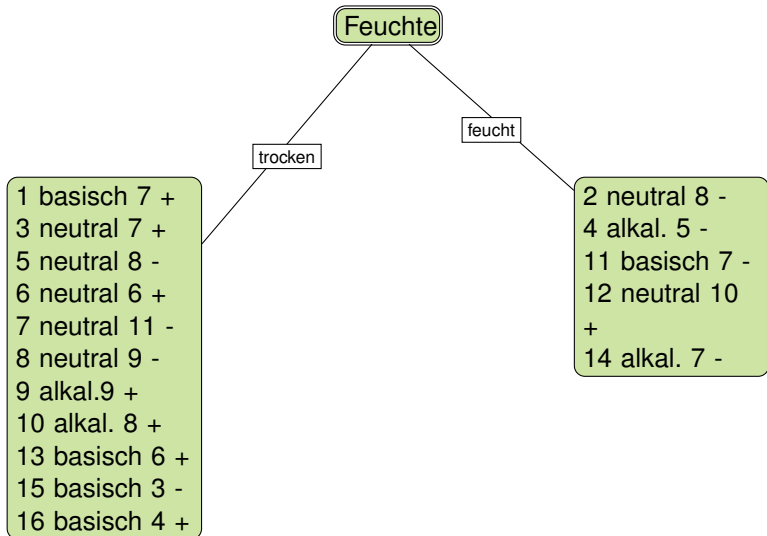 Feuchte
trocken
feucht
1 basisch 7 +
3 neutral 7 +
5 neutral 8 -
6 neutral 6 +
7 neutral 11 -
8 neutral 9 -
9 alkal.9 +
10 alkal. 8 +
13 basisch 6 +
15 basisch 3 -
16 basisch 4 +
2 neutral 8 -
4 alkal. 5 -
11 basisch 7 -
12 neutral 10
+
14 alkal. 7 -